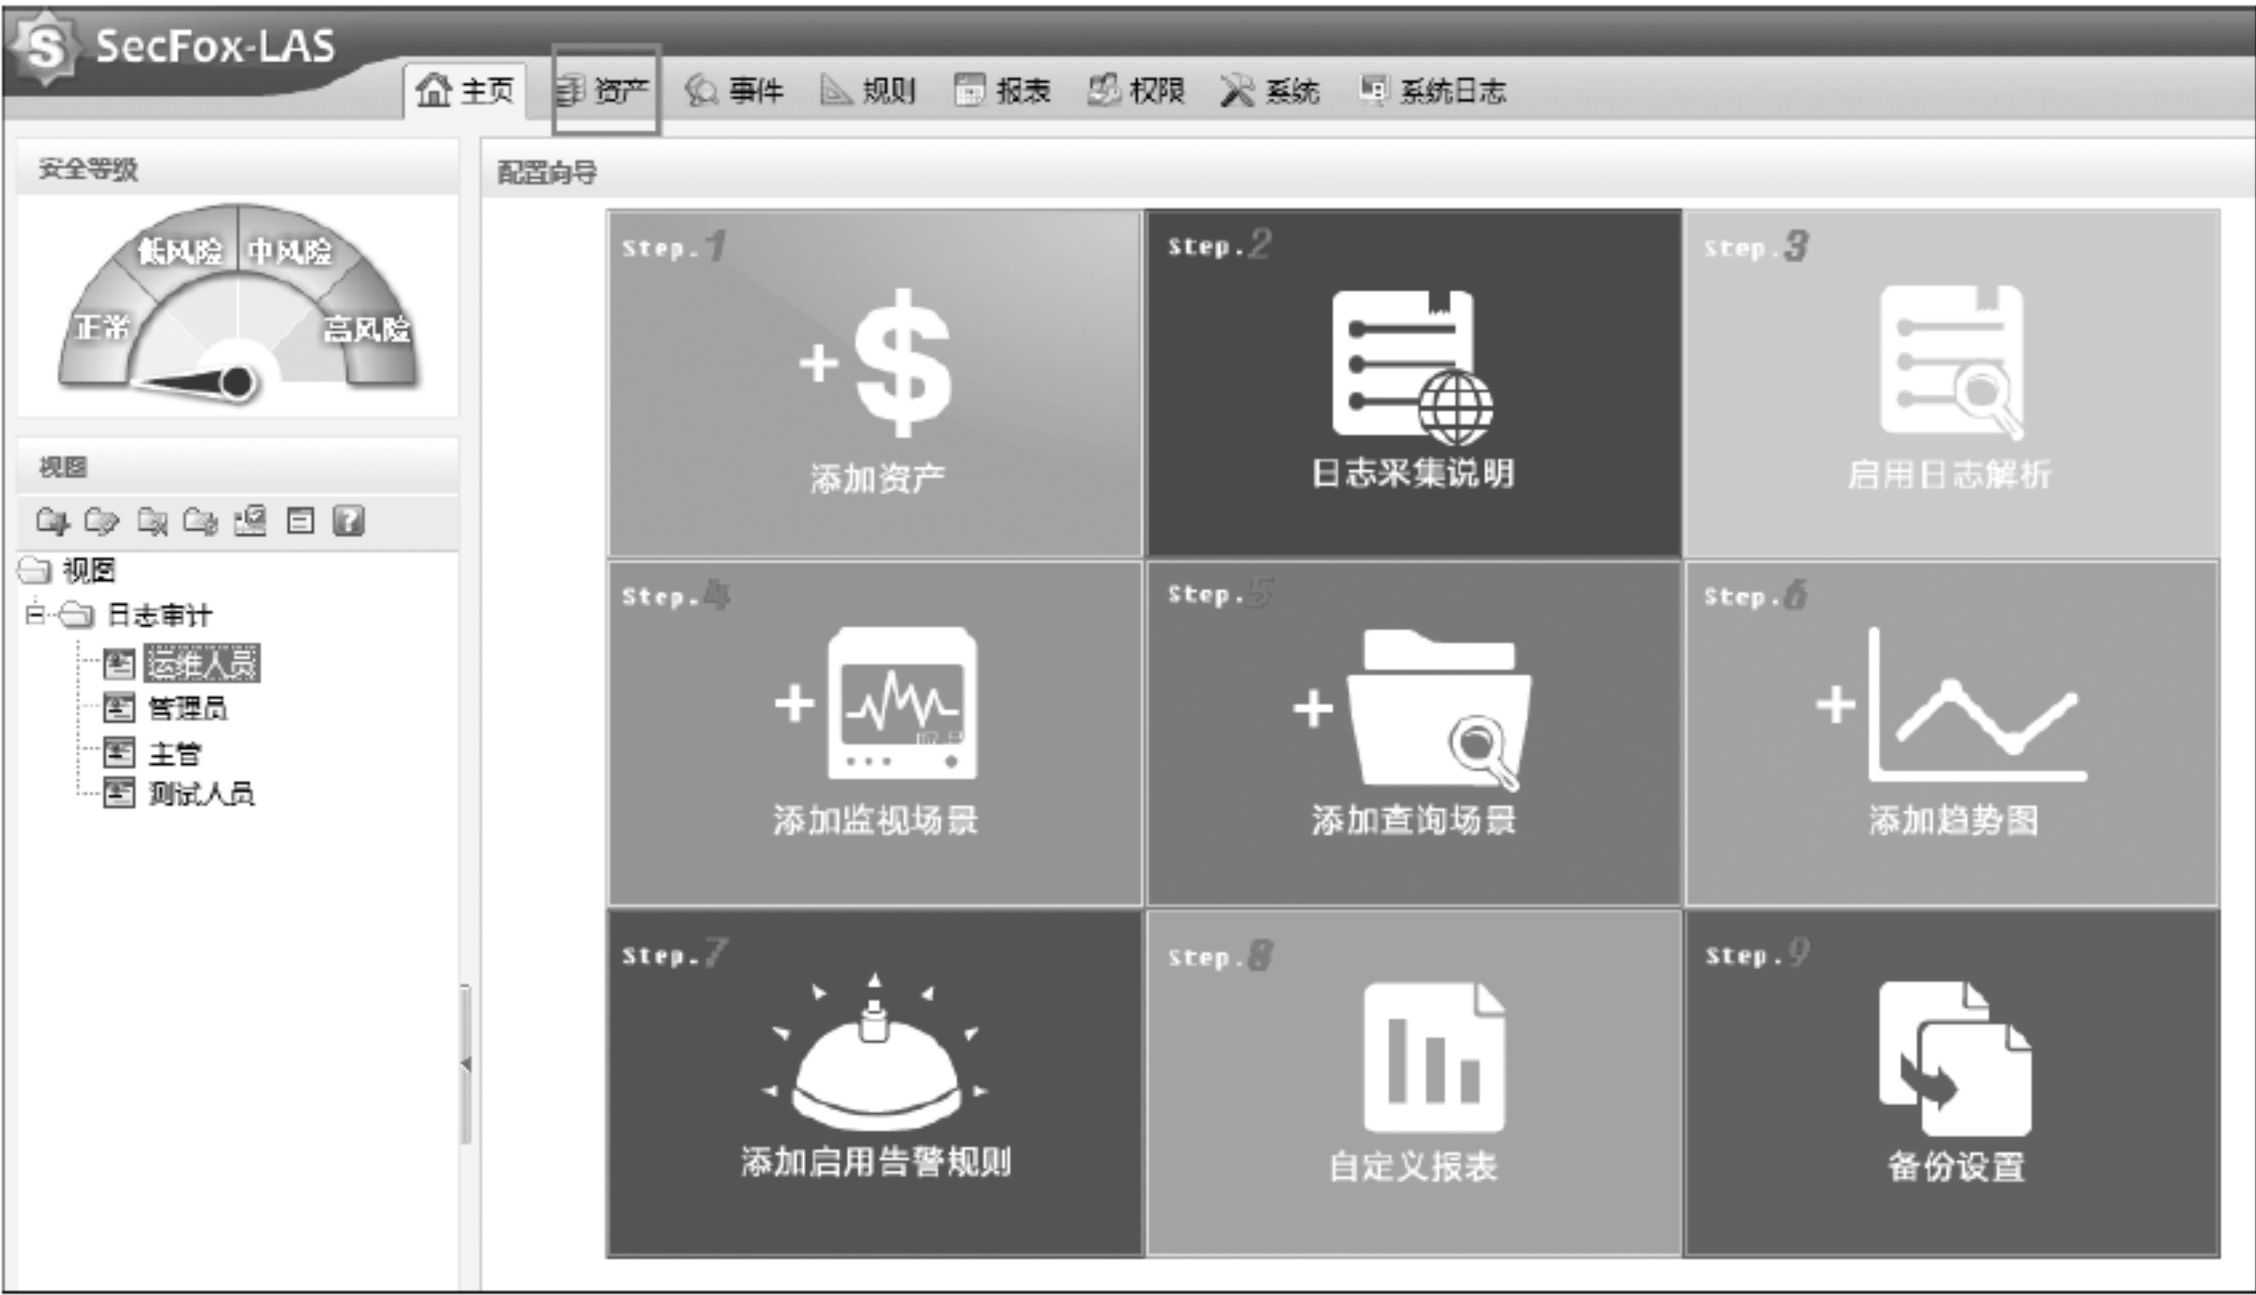 SecFox-LAS
主页 资产 事件 规则 报表 权限 系统 系统日志
安全等级
低风险 中风险
正常 高风险
视图
视图
日志审计
运维人员
管理员
主管
测试人员
配置向导
Step.1
添加资产
Step.2
日志采集说明
Step.3
启用日志解析
Step.4
添加监视场景
Step.5
添加查询场景
Step.6
添加趋势图
Step.7
添加启用告警规则
Step.8
自定义报表
Step.9
备份设置